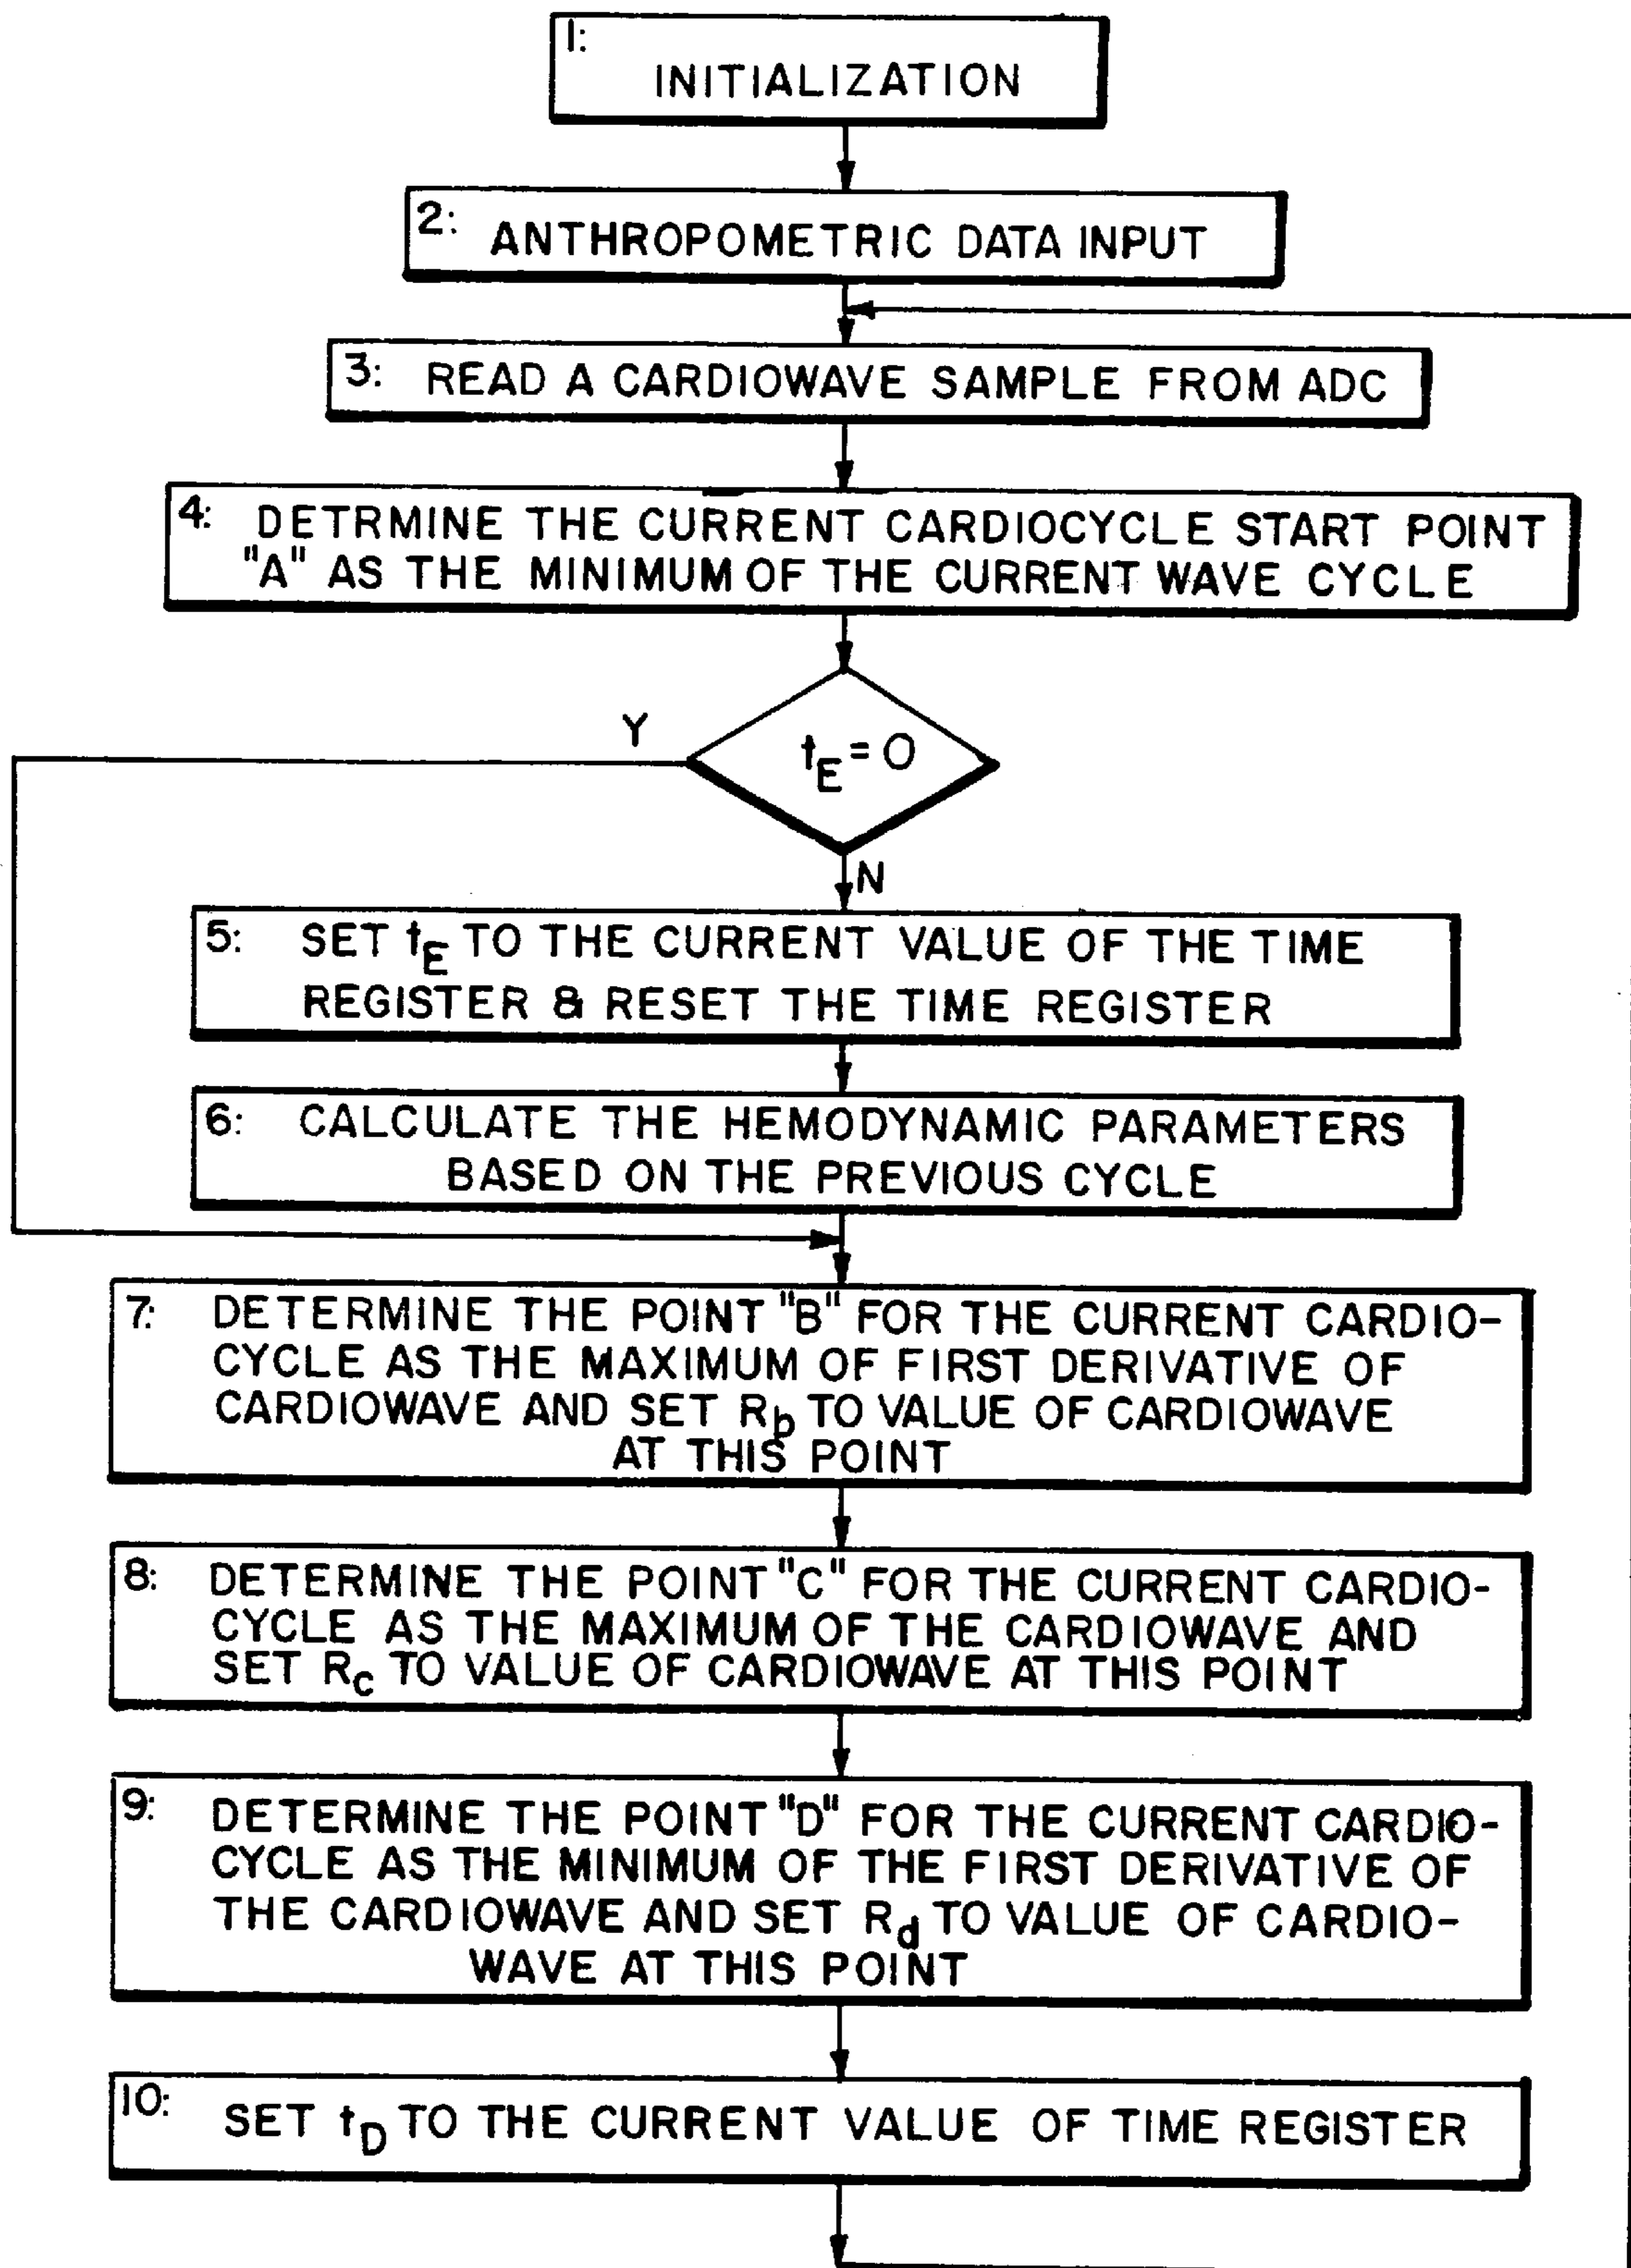 1:
INITIALIZATION
2: ANTHROPOMETRIC DATA INPUT
3: READ A CARDIOWAVE SAMPLE FROM ADC
4: DETRMINE THE CURRENT CARDIOCYCLE START POINT
"A" AS THE MINIMUM OF THE CURRENT WAVE CYCLE
Y
tE = 0
N
5: SET tE TO THE CURRENT VALUE OF THE TIME
REGISTER & RESET THE TIME REGISTER
6: CALCULATE THE HEMODYNAMIC PARAMETERS
BASED ON THE PREVIOUS CYCLE
7: DETERMINE THE POINT "B" FOR THE CURRENT CARDIO-
CYCLE AS THE MAXIMUM OF FIRST DERIVATIVE OF
CARDIOWAVE AND SET Rb TO VALUE OF CARDIOWAVE
AT THIS POINT
8: DETERMINE THE POINT "C" FOR THE CURRENT CARDIO-
CYCLE AS THE MAXIMUM OF THE CARDIOWAVE AND
SET Rc TO VALUE OF CARDIOWAVE AT THIS POINT
9: DETERMINE THE POINT "D" FOR THE CURRENT CARDIO-
CYCLE AS THE MINIMUM OF THE FIRST DERIVATIVE OF
THE CARDIOWAVE AND SET Rd TO VALUE OF CARDIO-
WAVE AT THIS POINT
10: SET tD TO THE CURRENT VALUE OF TIME REGISTER